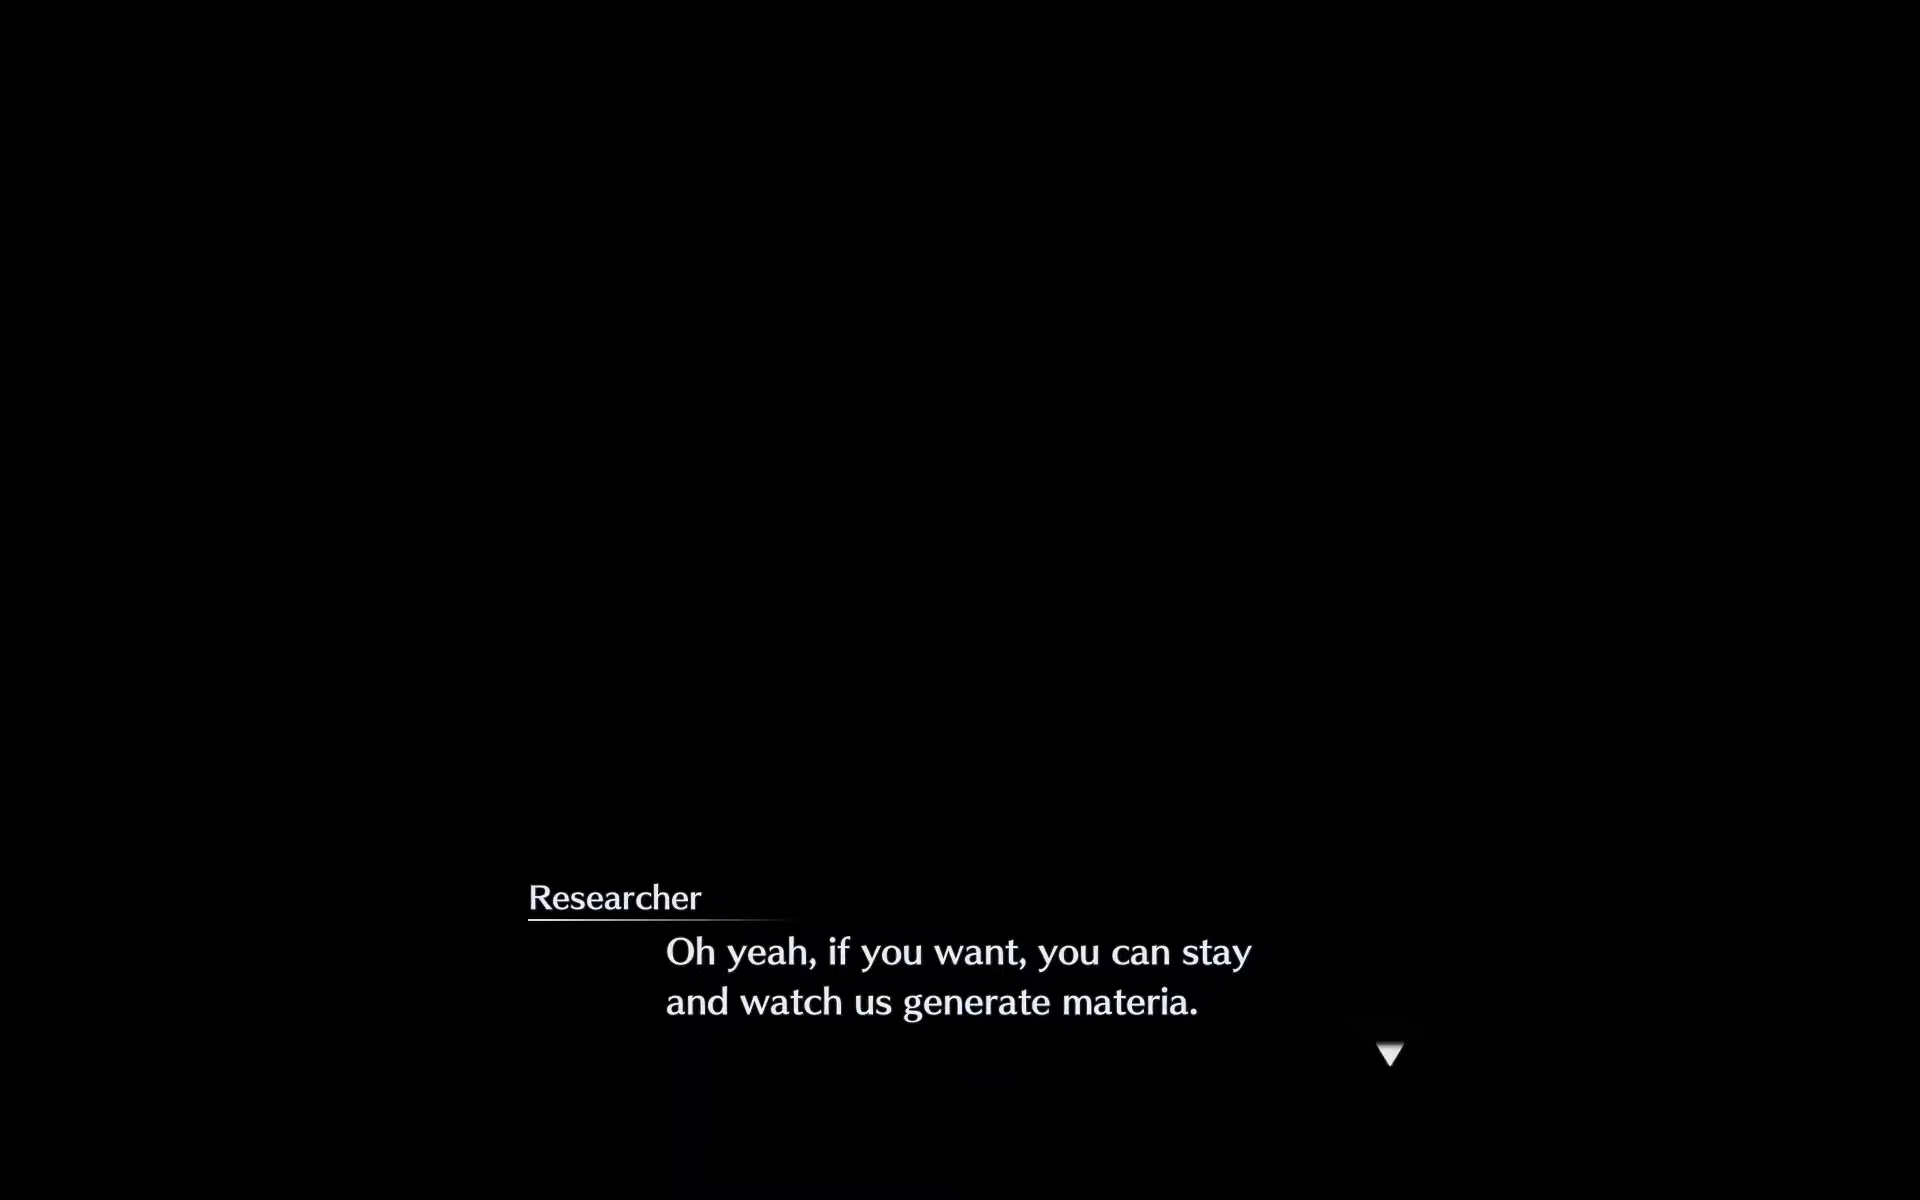 Researcher
Oh yeah, if you want, you can stay
and watch us generate materia.